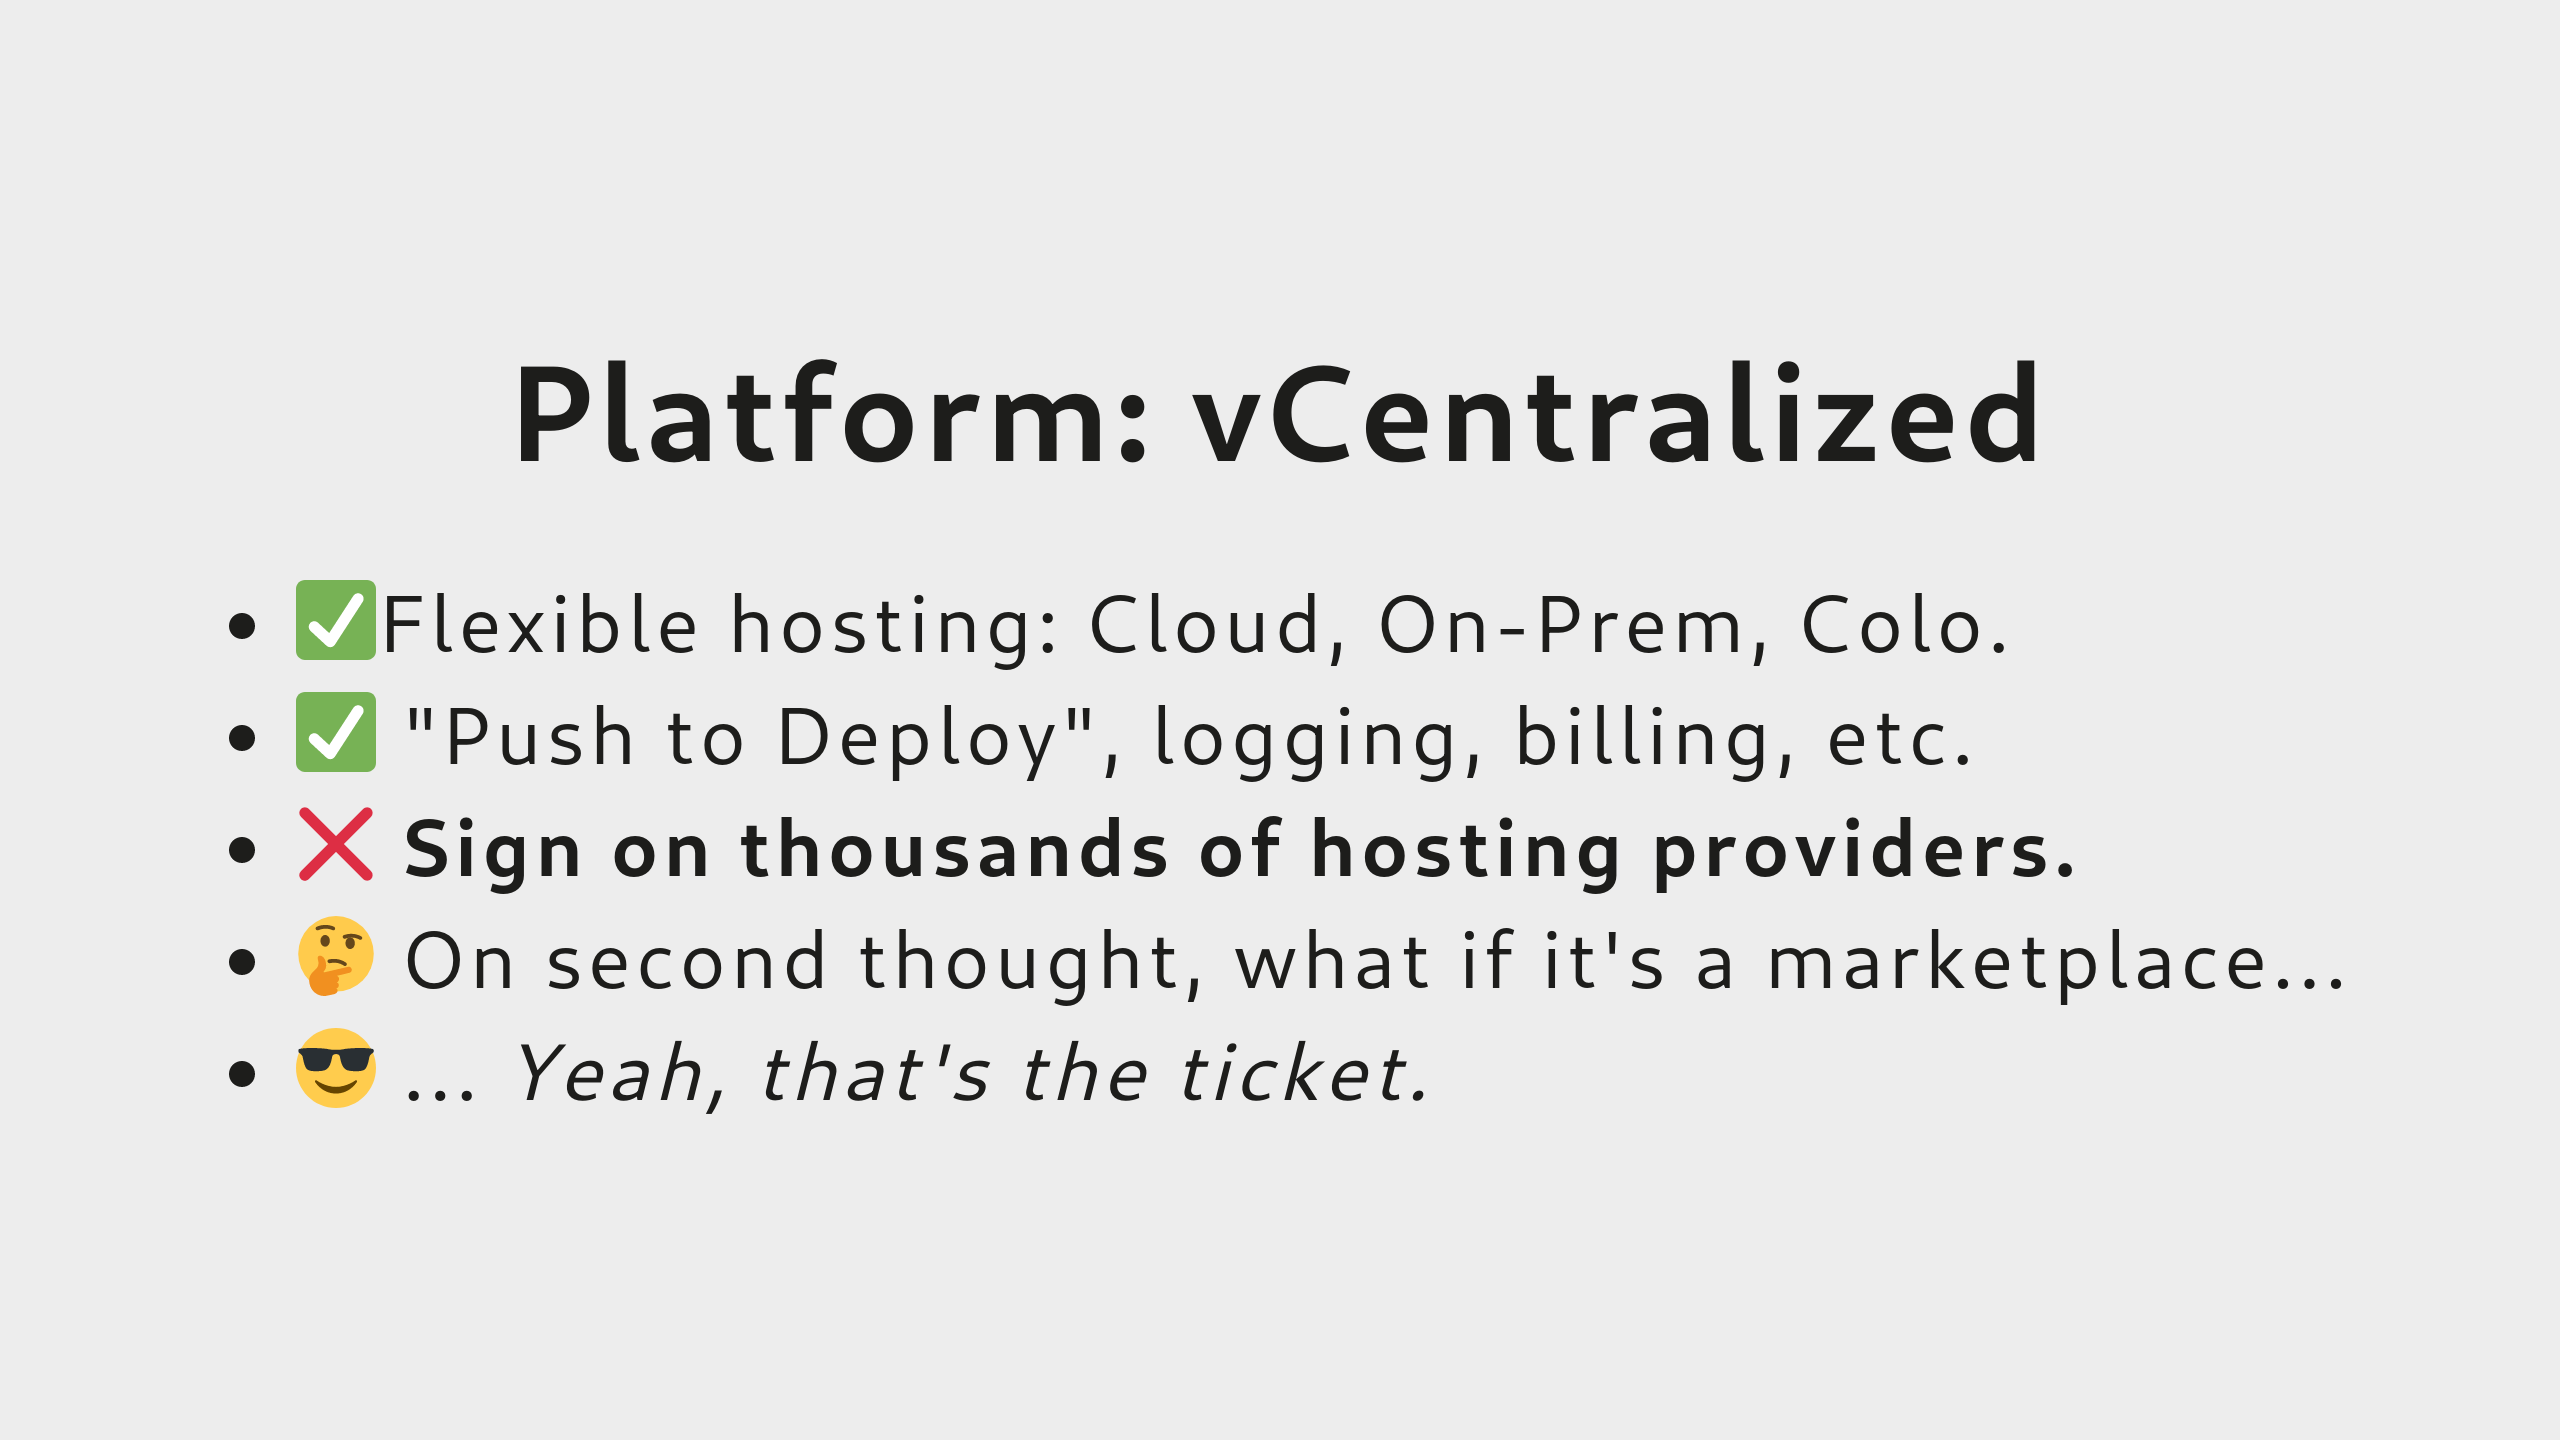 Platform: vCentralized
• ✅Flexible hosting: Cloud, On-Prem, Colo.
• ✅ "Push to Deploy", logging, billing, etc.
• ❌ Sign on thousands of hosting providers.
• 🤔 On second thought, what if it's a marketplace...
• 😎 ... Yeah, that's the ticket.